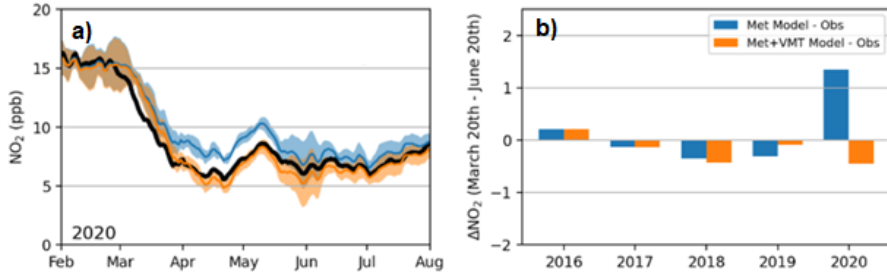 a)
20
15
10
5
0
NO₂ (ppb)
2020
Feb Mar Apr May Jun Jul Aug
b)
Met Model - Obs
Met+VMT Model - Obs
2
1
0
−1
−2
ΔNO₂ (March 20th - June 20th)
2016 2017 2018 2019 2020